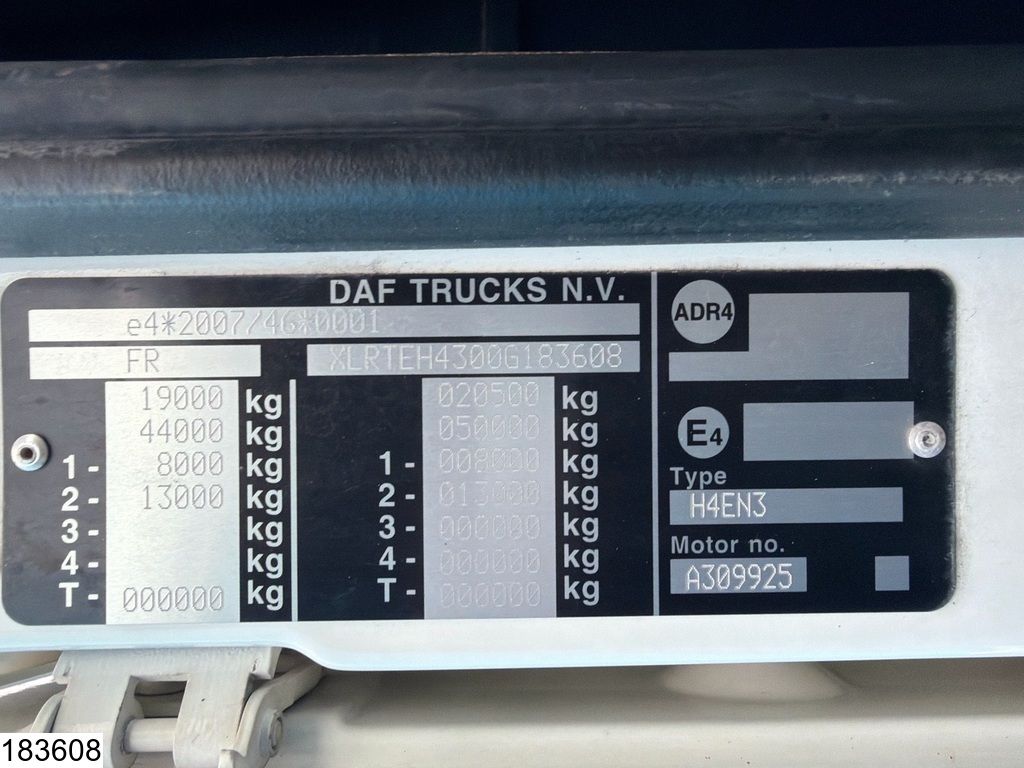 DAF TRUCKS N.V.
e4*2007/46*0001
FR XLRTEH4300G183608
19000 kg 020500 kg
44000 kg 050000 kg
1 - 8000 kg 1 - 008000 kg
2 - 13000 kg 2 - 013000 kg
3 - kg 3 - 000000 kg
4 - kg 4 - 000000 kg
T - 000000 kg T - 000000 kg
ADR4
E4
Type
H4EN3
Motor no.
A309925
183608